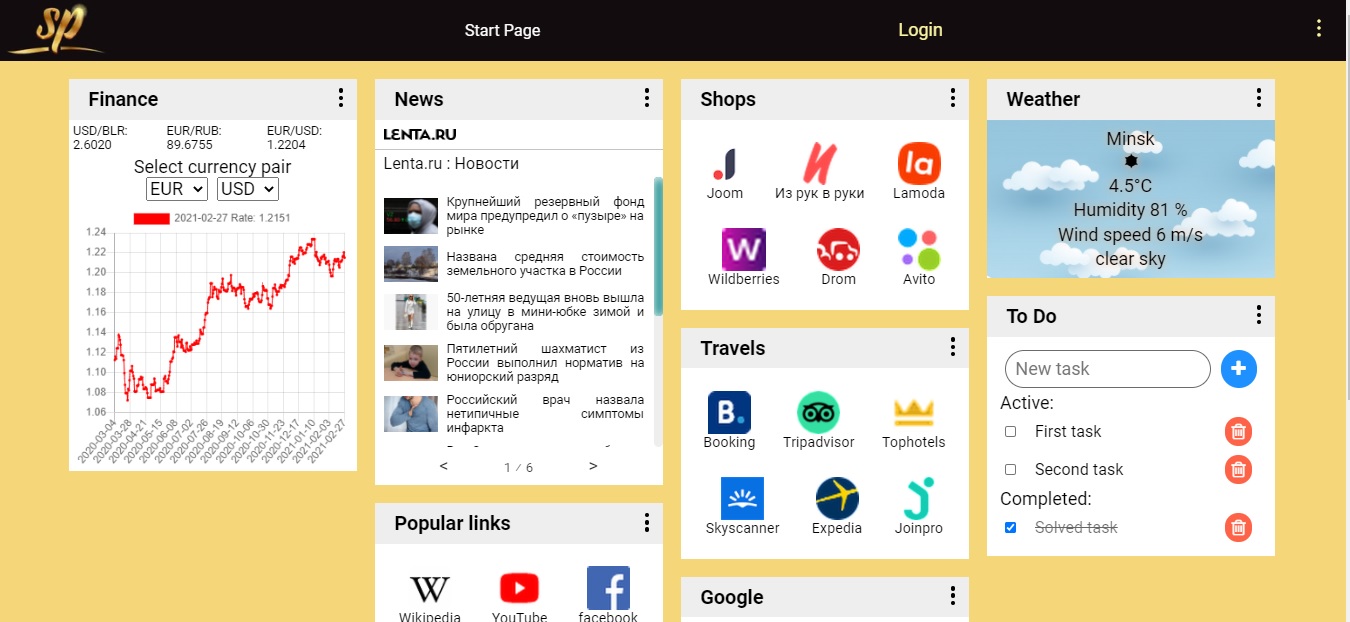 sp
Start Page
Login
Finance
USD/BLR:
2.6020
EUR/RUB:
89.6755
EUR/USD:
1.2204
Select currency pair
EUR
USD
2021-02-27 Rate: 1.2151
1.24
1.22
1.20
1.18
1.16
1.14
1.12
1.10
1.08
1.06
2020-03-04
2020-03-28
2020-04-21
2020-05-15
2020-06-08
2020-07-02
2020-07-26
2020-08-19
2020-09-12
2020-10-06
2020-10-30
2020-11-23
2020-12-17
2021-01-10
2021-02-03
2021-02-27
News
LENTA.RU
Lenta.ru : Новости
Крупнейший резервный фонд
мира предупредил о «пузыре» на
рынке
Названа средняя стоимость
земельного участка в России
50-летняя ведущая вновь вышла
на улицу в мини-юбке зимой и
была обругана
Пятилетний шахматист из
России выполнил норматив на
юниорский разряд
Российский врач назвала
нетипичные симптомы
инфаркта
< 1 / 6 >
Popular links
Wikipedia
YouTube
facebook
Shops
Joom
Из рук в руки
la
Lamoda
W
Wildberries
Drom
Avito
Travels
B.
Booking
Tripadvisor
Tophotels
Skyscanner
Expedia
Joinpro
Google
Weather
Minsk
4.5°C
Humidity 81 %
Wind speed 6 m/s
clear sky
To Do
New task
Active:
First task
Second task
Completed:
Solved task